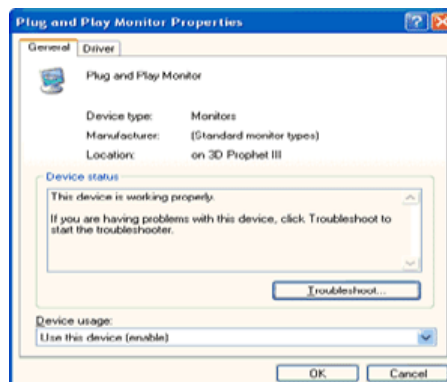 Plug and Play Monitor Properties
General Driver
Plug and Play Monitor
Device type: Monitors
Manufacturer: (Standard monitor types)
Location: on 3D Prophet III
Device status
This device is working properly.
If you are having problems with this device, click Troubleshoot to
start the troubleshooter.
Troubleshoot...
Device usage:
Use this device (enable)
OK Cancel